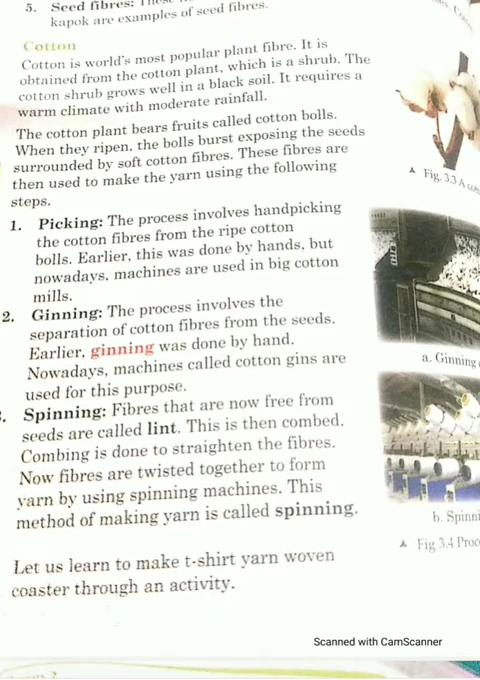 5. Seed fibres:
kapok are examples of seed fibres.
Cotton
Cotton is world's most popular plant fibre. It is
obtained from the cotton plant, which is a shrub. The
cotton shrub grows well in a black soil. It requires a
warm climate with moderate rainfall.
The cotton plant bears fruits called cotton bolls.
When they ripen, the bolls burst exposing the seeds
surrounded by soft cotton fibres. These fibres are
then used to make the yarn using the following
steps.
1. Picking: The process involves handpicking
the cotton fibres from the ripe cotton
bolls. Earlier, this was done by hands, but
nowadays, machines are used in big cotton
mills.
2. Ginning: The process involves the
separation of cotton fibres from the seeds.
Earlier, ginning was done by hand.
Nowadays, machines called cotton gins are
used for this purpose.
Spinning: Fibres that are now free from
seeds are called lint. This is then combed.
Combing is done to straighten the fibres.
Now fibres are twisted together to form
yarn by using spinning machines. This
method of making yarn is called spinning.
Let us learn to make t-shirt yarn woven
coaster through an activity.
▲ Fig. 3.3 A
a. Ginning
b. Spinni
▲ Fig 3.4 Proc
Scanned with CamScanner